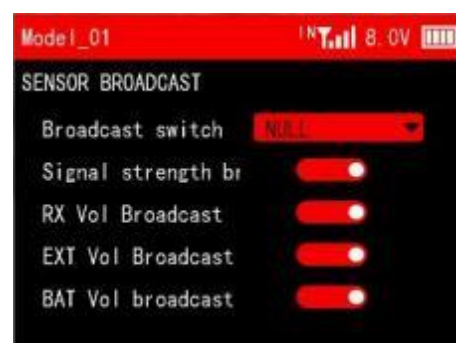 Model_01 IN 8.0V
SENSOR BROADCAST
Broadcast switch NULL
Signal strength br
RX Vol Broadcast
EXT Vol Broadcast
BAT Vol broadcast